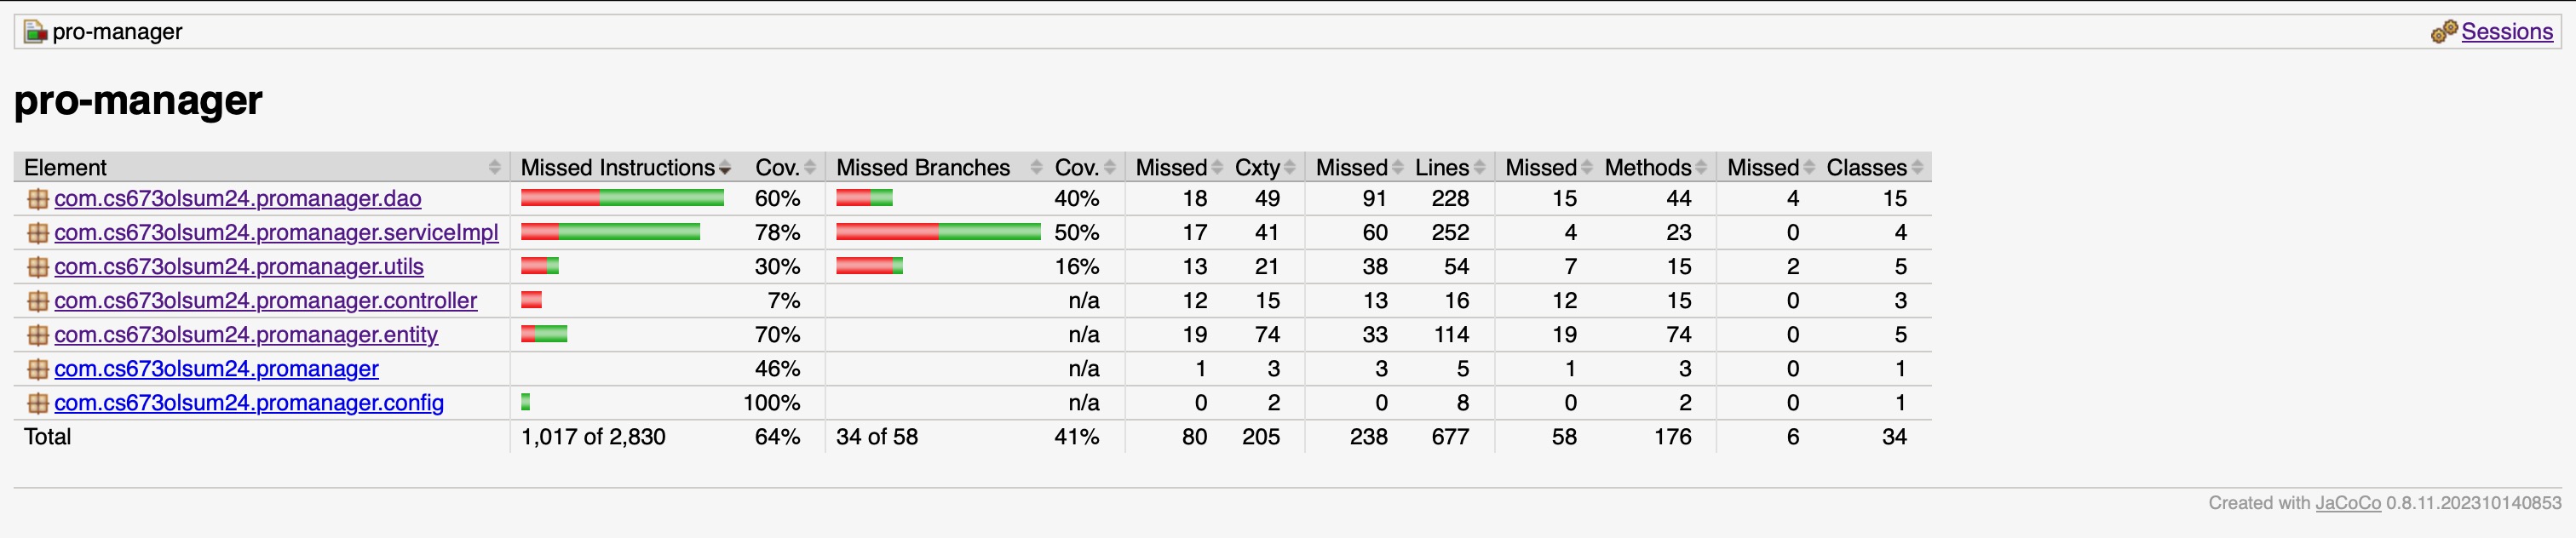 pro-manager Sessions
pro-manager
Element Missed Instructions Cov. Missed Branches Cov. Missed Cxty Missed Lines Missed Methods Missed Classes
com.cs673olsum24.promanager.dao 60% 40% 18 49 91 228 15 44 4 15
com.cs673olsum24.promanager.serviceImpl 78% 50% 17 41 60 252 4 23 0 4
com.cs673olsum24.promanager.utils 30% 16% 13 21 38 54 7 15 2 5
com.cs673olsum24.promanager.controller 7% n/a 12 15 13 16 12 15 0 3
com.cs673olsum24.promanager.entity 70% n/a 19 74 33 114 19 74 0 5
com.cs673olsum24.promanager 46% n/a 1 3 3 5 1 3 0 1
com.cs673olsum24.promanager.config 100% n/a 0 2 0 8 0 2 0 1
Total 1,017 of 2,830 64% 34 of 58 41% 80 205 238 677 58 176 6 34
Created with JaCoCo 0.8.11.202310140853